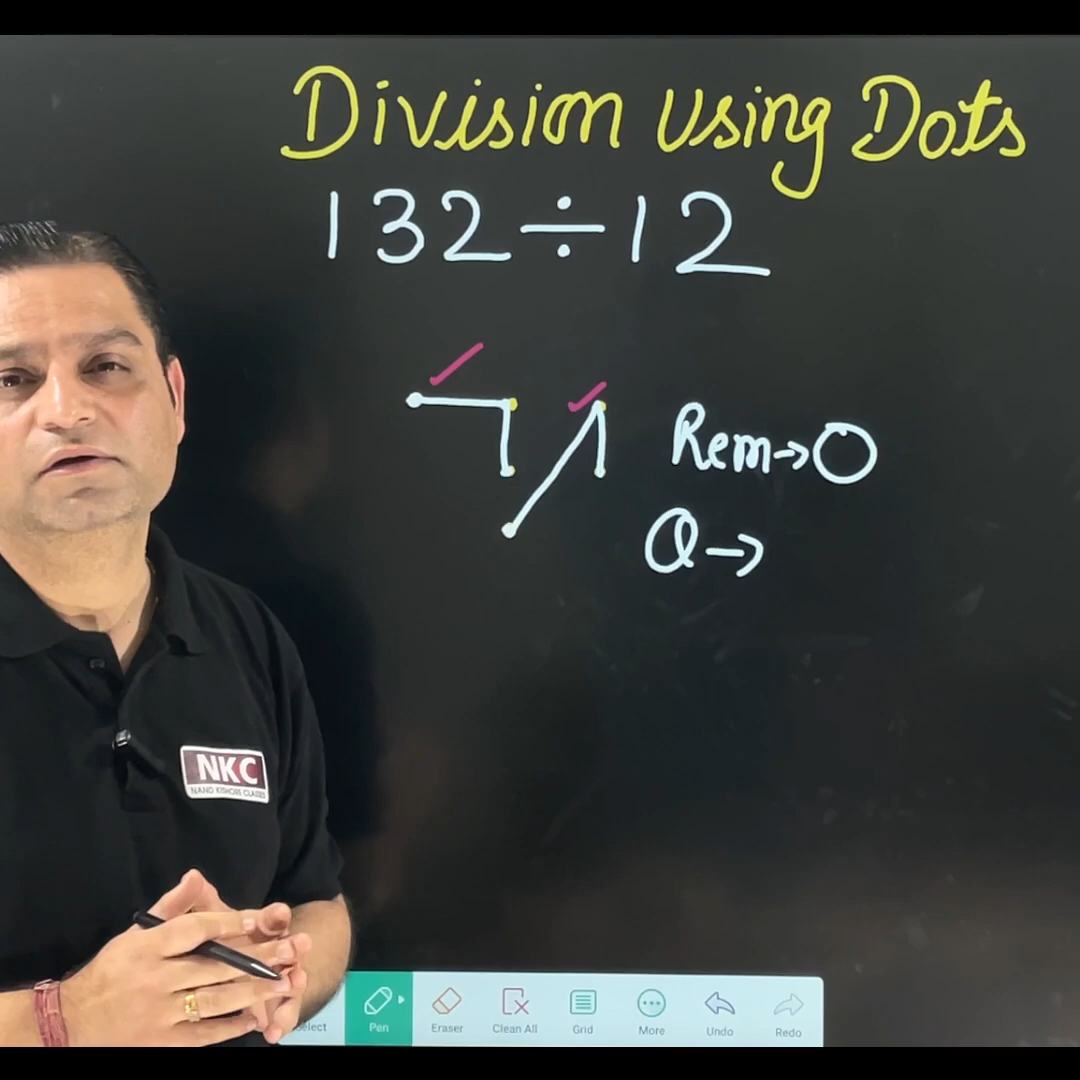 Division using Dots
132 ÷ 12
Rem → 0
Q →
NKC
NAND KISHORE CLASSES
Select
Pen
Eraser
Clean All
Grid
More
Undo
Redo